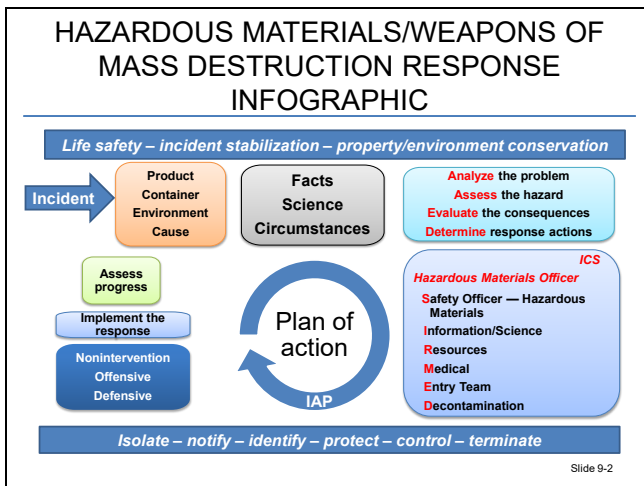 HAZARDOUS MATERIALS/WEAPONS OF
MASS DESTRUCTION RESPONSE
INFOGRAPHIC
Life safety – incident stabilization – property/environment conservation
Incident
Product
Container
Environment
Cause
Facts
Science
Circumstances
Analyze the problem
Assess the hazard
Evaluate the consequences
Determine response actions
Assess
progress
Implement the
response
Nonintervention
Offensive
Defensive
Plan of
action
IAP
ICS
Hazardous Materials Officer
Safety Officer — Hazardous
Materials
Information/Science
Resources
Medical
Entry Team
Decontamination
Isolate – notify – identify – protect – control – terminate
Slide 9-2